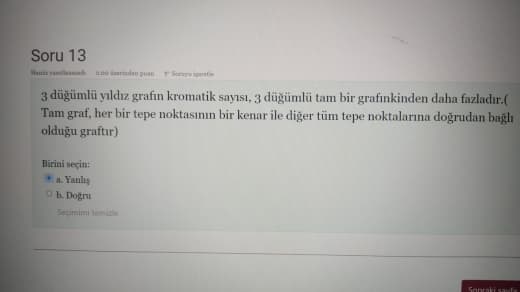 Soru 13
Henüz yanıtlanmadı 2,00 üzerinden puan Soruyu işaretle
3 düğümlü yıldız grafın kromatik sayısı, 3 düğümlü tam bir grafınkinden daha fazladır.(
Tam graf, her bir tepe noktasının bir kenar ile diğer tüm tepe noktalarına doğrudan bağlı
olduğu graftır)
Birini seçin:
a. Yanlış
b. Doğru
Seçimimi temizle
Sonraki sayfa